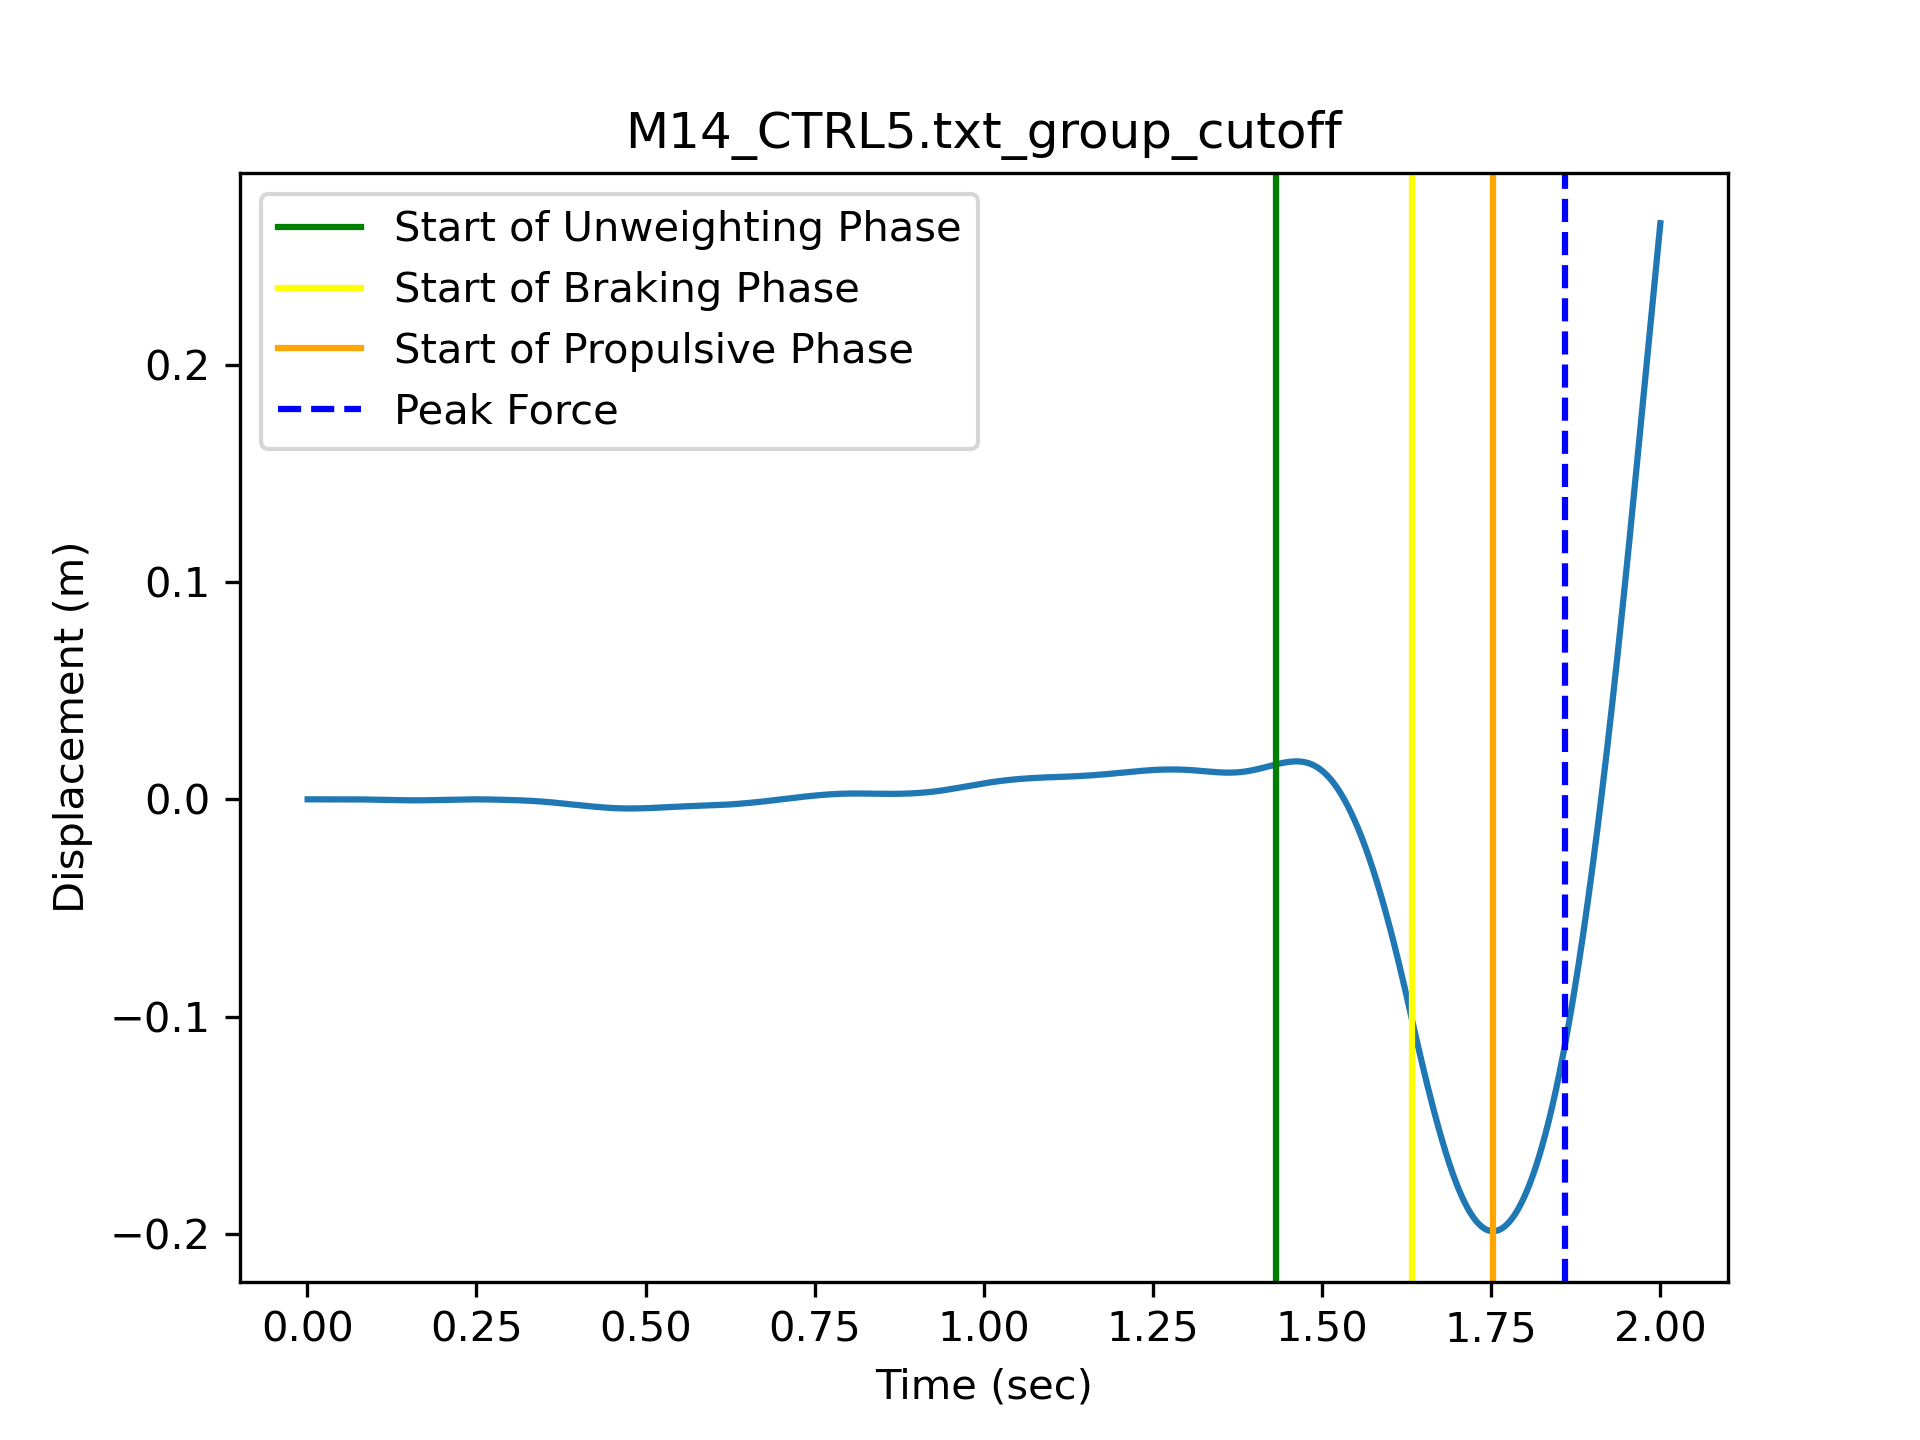 M14_CTRL5.txt_group_cutoff
Start of Unweighting Phase
Start of Braking Phase
Start of Propulsive Phase
Peak Force
Displacement (m)
0.2
0.1
0.0
−0.1
−0.2
0.00 0.25 0.50 0.75 1.00 1.25 1.50 1.75 2.00
Time (sec)